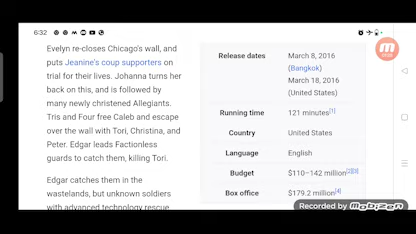 6:32
Evelyn re-closes Chicago's wall, and
puts Jeanine's coup supporters on
trial for their lives. Johanna turns her
back on this, and is followed by
many newly christened Allegiants.
Tris and Four free Caleb and escape
over the wall with Tori, Christina, and
Peter. Edgar leads Factionless
guards to catch them, killing Tori.
Edgar catches them in the
wastelands, but unknown soldiers
with advanced technology rescue
Release dates
March 8, 2016
(Bangkok)
March 18, 2016
(United States)
Running time
121 minutes[1]
Country
United States
Language
English
Budget
$110–142 million[2][3]
Box office
$179.2 million[4]
Recorded by
MOBIZEN